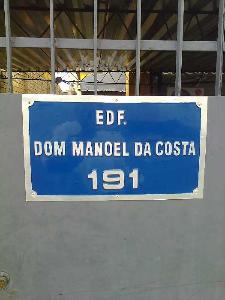 EDF.
DOM MANOEL DA COSTA
191